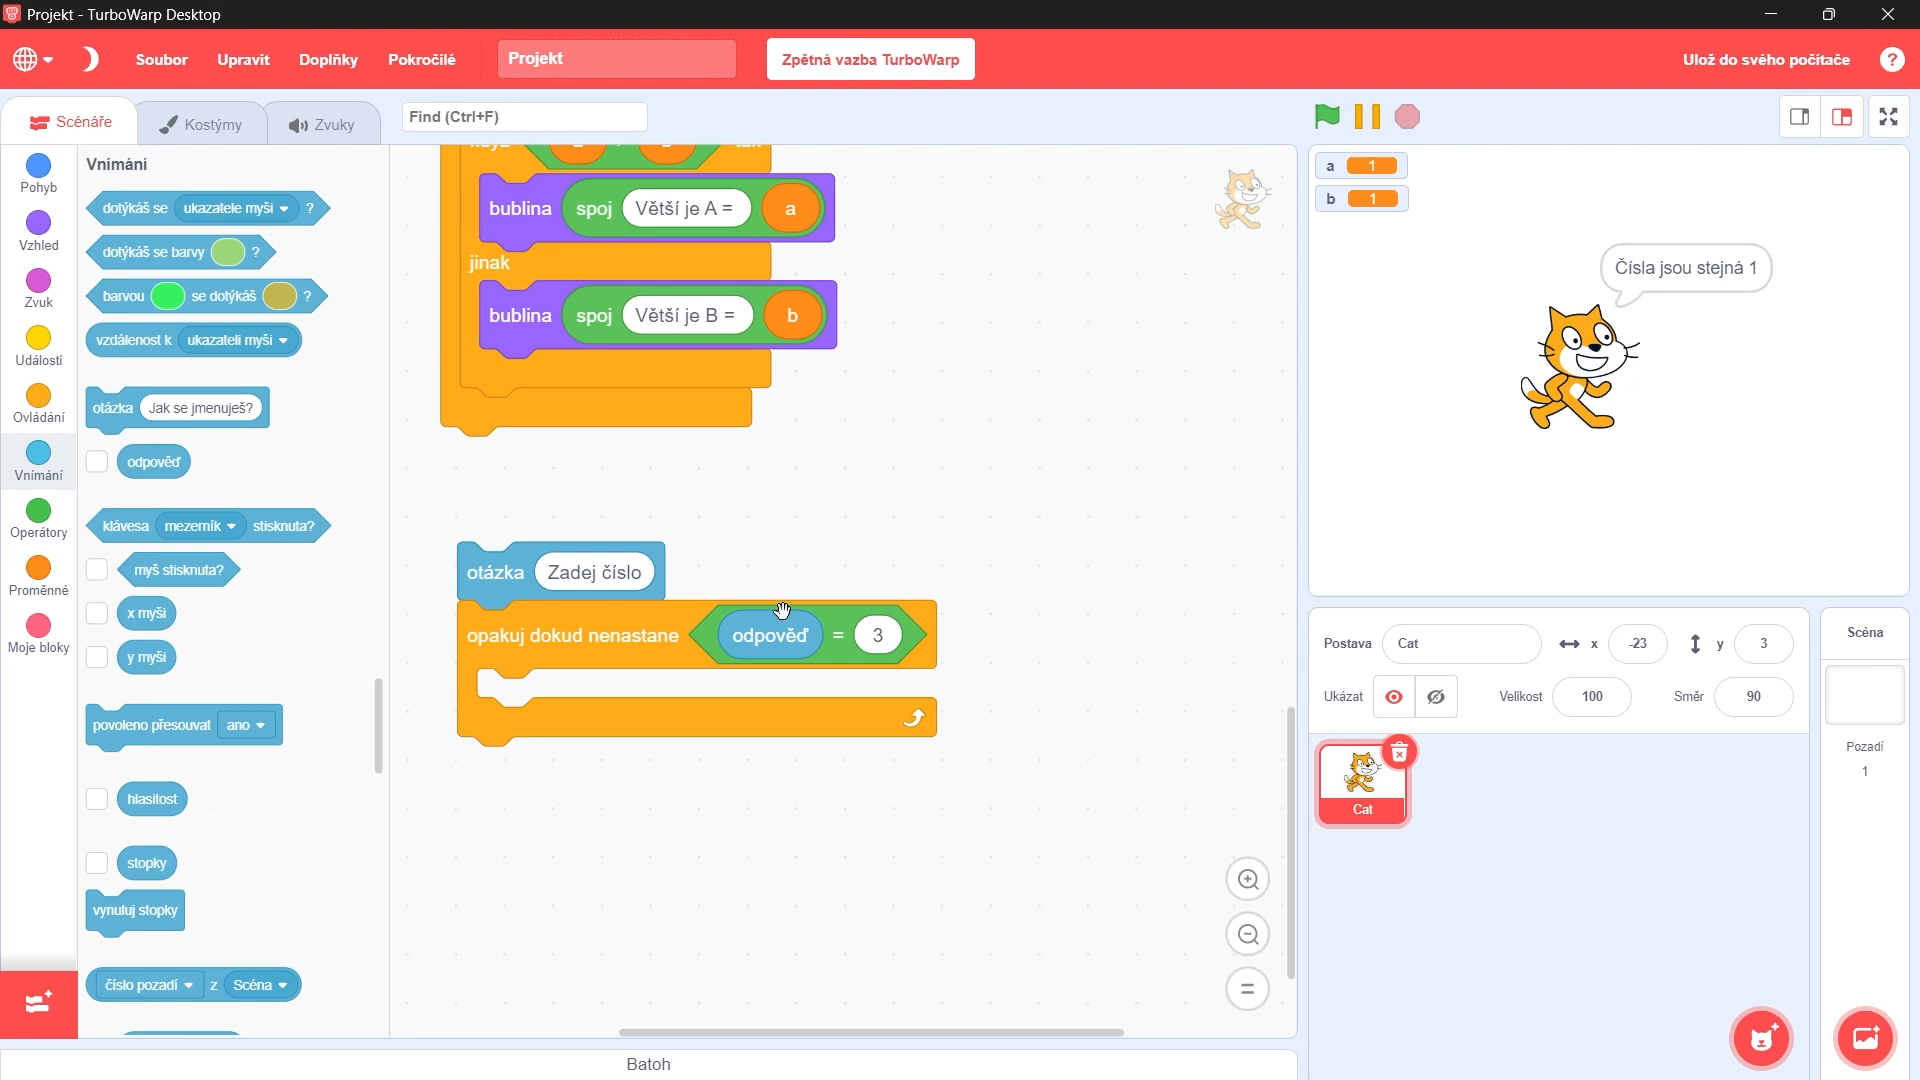 Projekt - TurboWarp Desktop
Soubor Upravit Doplňky Pokročilé Projekt Zpětná vazba TurboWarp Ulož do svého počítače ?
Scénáře Kostýmy Zvuky Find (Ctrl+F)
Pohyb
Vzhled
Zvuk
Události
Ovládání
Vnímání
Operátory
Proměnné
Moje bloky
Vnímání
dotýkáš se ukazatele myši ?
dotýkáš se barvy ?
barvou se dotýkáš ?
vzdálenost k ukazateli myši
otázka Jak se jmenuješ?
odpověď
klávesa mezerník stisknuta?
myš stisknuta?
x myši
y myši
povoleno přesouvat ano
hlasitost
stopky
vynuluj stopky
číslo pozadí z Scéna
bublina spoj Větší je A = a
jinak
bublina spoj Větší je B = b
otázka Zadej číslo
opakuj dokud nenastane odpověď = 3
Batoh
a 1
b 1
Čísla jsou stejná 1
Postava Cat x -23 y 3
Ukázat Velikost 100 Směr 90
Cat
Scéna
Pozadí
1